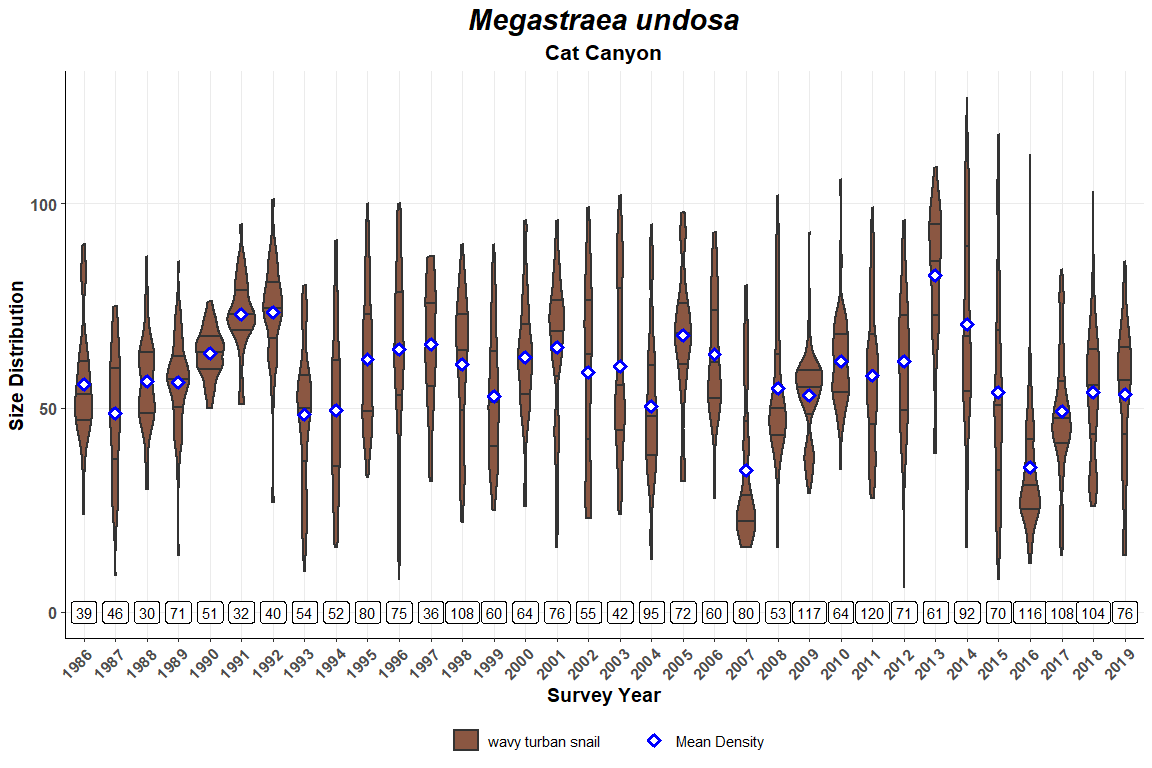 Megastraea undosa
Cat Canyon
Size Distribution
100
50
0
39 46 30 71 51 32 40 54 52 80 75 36 108 60 64 76 55 42 95 72 60 80 53 117 64 120 71 61 92 70 116 108 104 76
1986 1987 1988 1989 1990 1991 1992 1993 1994 1995 1996 1997 1998 1999 2000 2001 2002 2003 2004 2005 2006 2007 2008 2009 2010 2011 2012 2013 2014 2015 2016 2017 2018 2019
Survey Year
wavy turban snail Mean Density